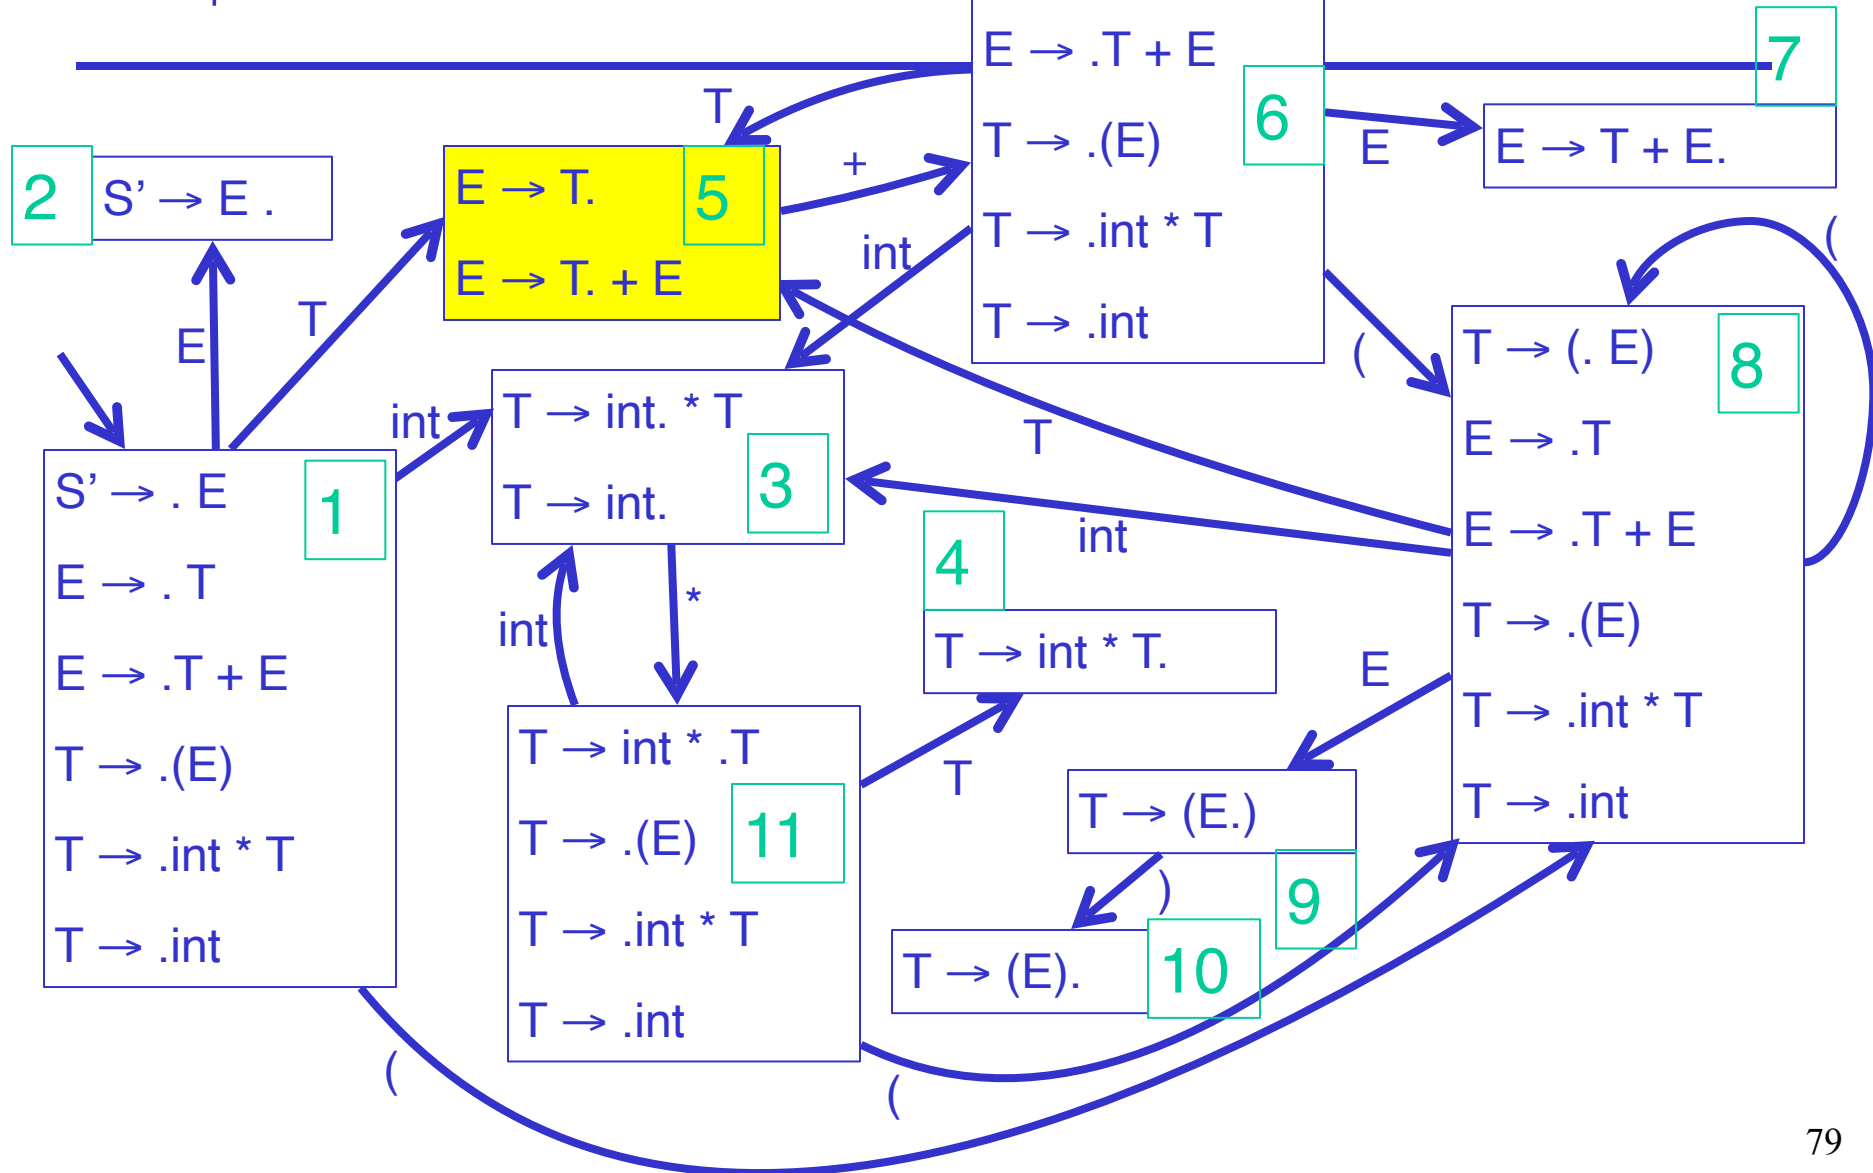 E → .T + E
T → .(E)
T → .int * T
T → .int
6
7
E → T + E.
E
T
+
int
(
(
2
S’ → E .
E → T.
E → T. + E
5
E
T
int
T → int. * T
T → int.
3
T
int
T → (. E)
E → .T
E → .T + E
T → .(E)
T → .int * T
T → .int
8
S’ → . E
E → . T
E → .T + E
T → .(E)
T → .int * T
T → .int
1
int
*
4
T → int * T.
T → int * .T
T → .(E)
T → .int * T
T → .int
11
T
E
T → (E.)
9
)
T → (E).
10
(
(
79